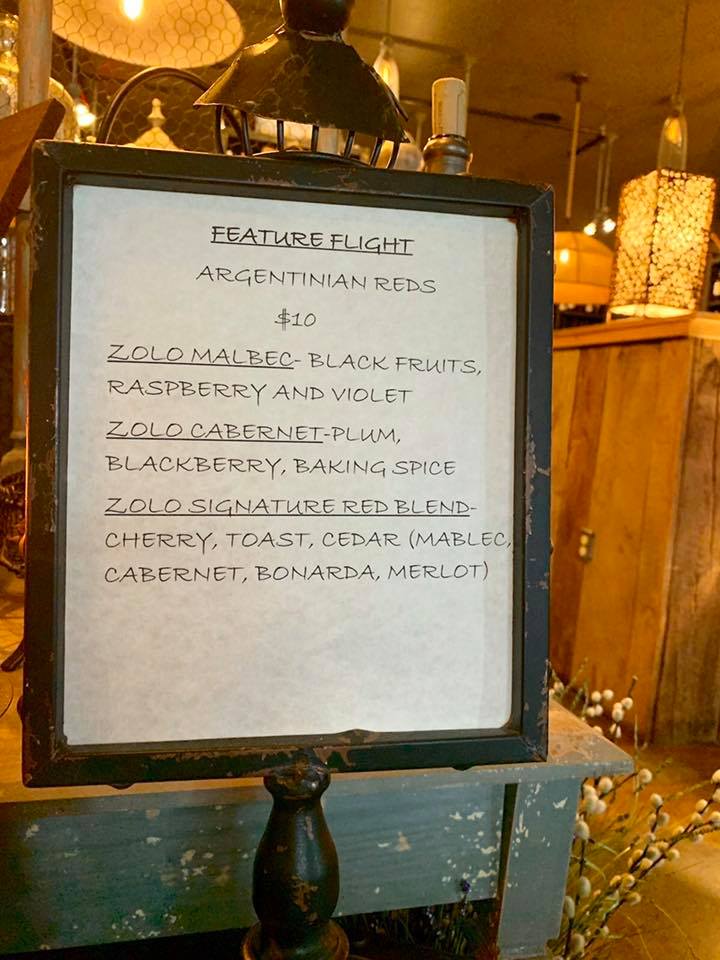 FEATURE FLIGHT
ARGENTINIAN REDS
$10
ZOLO MALBEC- BLACK FRUITS,
RASPBERRY AND VIOLET
ZOLO CABERNET-PLUM,
BLACKBERRY, BAKING SPICE
ZOLO SIGNATURE RED BLEND-
CHERRY, TOAST, CEDAR (MABLEC,
CABERNET, BONARDA, MERLOT)